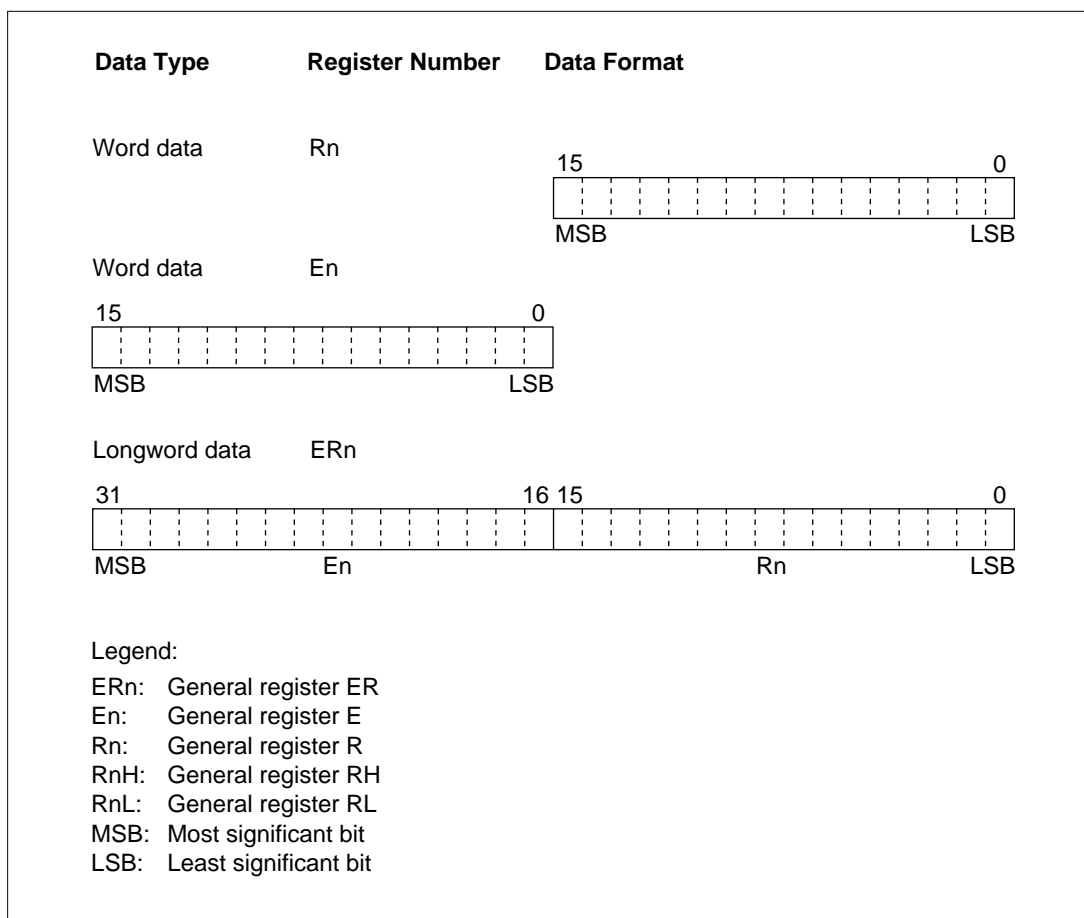 Data Type Register Number Data Format
Word data Rn
15 0
MSB LSB
Word data En
15 0
MSB LSB
Longword data ERn
31 16 15 0
MSB En Rn LSB
Legend:
ERn: General register ER
En: General register E
Rn: General register R
RnH: General register RH
RnL: General register RL
MSB: Most significant bit
LSB: Least significant bit